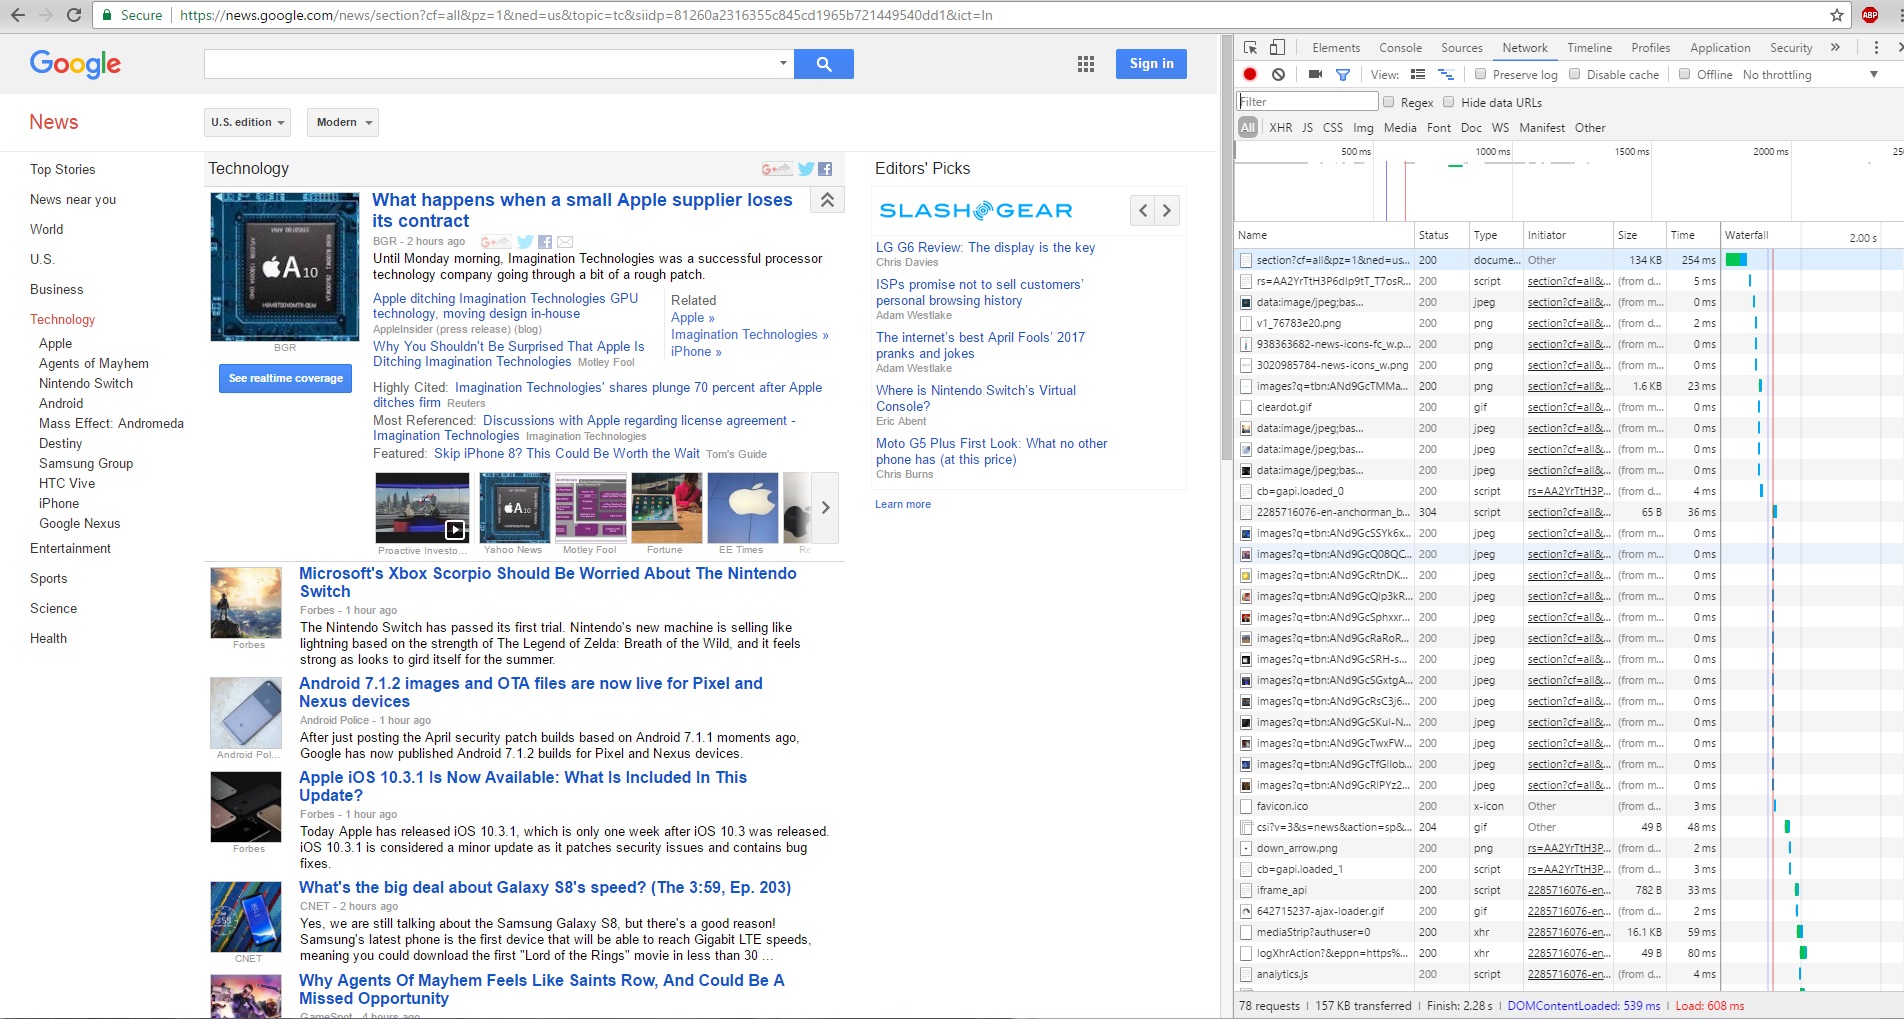 Secure https://news.google.com/news/section?cf=all&pz=1&ned=us&topic=tc&siidp=81260a2316355c845cd1965b721449540dd1&ict=ln
ABP
Google
Sign in
News
U.S. edition
Modern
Top Stories
News near you
World
U.S.
Business
Technology
Apple
Agents of Mayhem
Nintendo Switch
Android
Mass Effect: Andromeda
Destiny
Samsung Group
HTC Vive
iPhone
Google Nexus
Entertainment
Sports
Science
Health
Technology
What happens when a small Apple supplier loses
its contract
BGR - 2 hours ago
Until Monday morning, Imagination Technologies was a successful processor
technology company going through a bit of a rough patch.
A10
BGR
See realtime coverage
Apple ditching Imagination Technologies GPU
technology, moving design in-house
AppleInsider (press release) (blog)
Why You Shouldn't Be Surprised That Apple Is
Ditching Imagination Technologies Motley Fool
Related
Apple »
Imagination Technologies »
iPhone »
Highly Cited: Imagination Technologies' shares plunge 70 percent after Apple
ditches firm Reuters
Most Referenced: Discussions with Apple regarding license agreement -
Imagination Technologies Imagination Technologies
Featured: Skip iPhone 8? This Could Be Worth the Wait Tom's Guide
A10
Proactive Investo... Yahoo News Motley Fool Fortune EE Times Re
Microsoft's Xbox Scorpio Should Be Worried About The Nintendo
Switch
Forbes - 1 hour ago
The Nintendo Switch has passed its first trial. Nintendo's new machine is selling like
lightning based on the strength of The Legend of Zelda: Breath of the Wild, and it feels
strong as looks to gird itself for the summer.
Forbes
Android 7.1.2 images and OTA files are now live for Pixel and
Nexus devices
Android Police - 1 hour ago
After just posting the April security patch builds based on Android 7.1.1 moments ago,
Google has now published Android 7.1.2 builds for Pixel and Nexus devices.
Android Pol...
Apple iOS 10.3.1 Is Now Available: What Is Included In This
Update?
Forbes - 1 hour ago
Today Apple has released iOS 10.3.1, which is only one week after iOS 10.3 was released.
iOS 10.3.1 is considered a minor update as it patches security issues and contains bug
fixes.
Forbes
What's the big deal about Galaxy S8's speed? (The 3:59, Ep. 203)
CNET - 2 hours ago
Yes, we are still talking about the Samsung Galaxy S8, but there's a good reason!
Samsung's latest phone is the first device that will be able to reach Gigabit LTE speeds,
meaning you could download the first "Lord of the Rings" movie in less than 30 ...
CNET
Why Agents Of Mayhem Feels Like Saints Row, And Could Be A
Missed Opportunity
GameSpot - 4 hours ago
Editors' Picks
SLASHGEAR
LG G6 Review: The display is the key
Chris Davies
ISPs promise not to sell customers'
personal browsing history
Adam Westlake
The internet's best April Fools' 2017
pranks and jokes
Adam Westlake
Where is Nintendo Switch's Virtual
Console?
Eric Abent
Moto G5 Plus First Look: What no other
phone has (at this price)
Chris Burns
Learn more
Elements Console Sources Network Timeline Profiles Application Security »
View: Preserve log Disable cache Offline No throttling
Filter Regex Hide data URLs
All XHR JS CSS Img Media Font Doc WS Manifest Other
500 ms 1000 ms 1500 ms 2000 ms 250
Name Status Type Initiator Size Time Waterfall 2.00 s
section?cf=all&pz=1&ned=us... 200 docume... Other 134 KB 254 ms
rs=AA2YrTtH3P6dIp9tT_T7osR... 200 script section?cf=all&... (from d... 5 ms
data:image/jpeg;bas... 200 jpeg section?cf=all&... (from m... 0 ms
v1_76783e20.png 200 png section?cf=all&... (from d... 2 ms
938363682-news-icons-fc_w.p... 200 png section?cf=all&... (from m... 0 ms
3020985784-news-icons_w.png 200 png section?cf=all&... (from m... 0 ms
images?q=tbn:ANd9GcTMMa... 200 png section?cf=all&... 1.6 KB 23 ms
cleardot.gif 200 gif section?cf=all&... (from m... 0 ms
data:image/jpeg;bas... 200 jpeg section?cf=all&... (from m... 0 ms
data:image/jpeg;bas... 200 jpeg section?cf=all&... (from m... 0 ms
data:image/jpeg;bas... 200 jpeg section?cf=all&... (from m... 0 ms
cb=gapi.loaded_0 200 script rs=AA2YrTtH3P... (from d... 4 ms
2285716076-en-anchorman_b... 304 script section?cf=all&... 65 B 36 ms
images?q=tbn:ANd9GcSSYk6x... 200 jpeg section?cf=all&... (from m... 0 ms
images?q=tbn:ANd9GcQ08QC... 200 jpeg section?cf=all&... (from m... 0 ms
images?q=tbn:ANd9GcRtnDK... 200 jpeg section?cf=all&... (from m... 0 ms
images?q=tbn:ANd9GcQIp3kR... 200 jpeg section?cf=all&... (from m... 0 ms
images?q=tbn:ANd9GcSphxxr... 200 jpeg section?cf=all&... (from m... 0 ms
images?q=tbn:ANd9GcRaRoR... 200 jpeg section?cf=all&... (from m... 0 ms
images?q=tbn:ANd9GcSRH-s... 200 jpeg section?cf=all&... (from m... 0 ms
images?q=tbn:ANd9GcSGxtgA... 200 jpeg section?cf=all&... (from m... 0 ms
images?q=tbn:ANd9GcRsC3j6... 200 jpeg section?cf=all&... (from m... 0 ms
images?q=tbn:ANd9GcSKuI-N... 200 jpeg section?cf=all&... (from m... 0 ms
images?q=tbn:ANd9GcTwxFW... 200 jpeg section?cf=all&... (from m... 0 ms
images?q=tbn:ANd9GcTfGIIob... 200 jpeg section?cf=all&... (from m... 0 ms
images?q=tbn:ANd9GcRIPYz2... 200 jpeg section?cf=all&... (from m... 0 ms
favicon.ico 200 x-icon Other (from d... 3 ms
csi?v=3&s=news&action=sp&... 204 gif Other 49 B 48 ms
down_arrow.png 200 png rs=AA2YrTtH3P... (from d... 2 ms
cb=gapi.loaded_1 200 script rs=AA2YrTtH3P... (from d... 3 ms
iframe_api 200 script 2285716076-en... 782 B 33 ms
642715237-ajax-loader.gif 200 gif 2285716076-en... (from d... 2 ms
mediaStrip?authuser=0 200 xhr 2285716076-en... 16.1 KB 59 ms
logXhrAction?&eppn=https%... 200 xhr 2285716076-en... 49 B 80 ms
analytics.js 200 script 2285716076-en... (from d... 4 ms
78 requests | 157 KB transferred | Finish: 2.28 s | DOMContentLoaded: 539 ms | Load: 608 ms